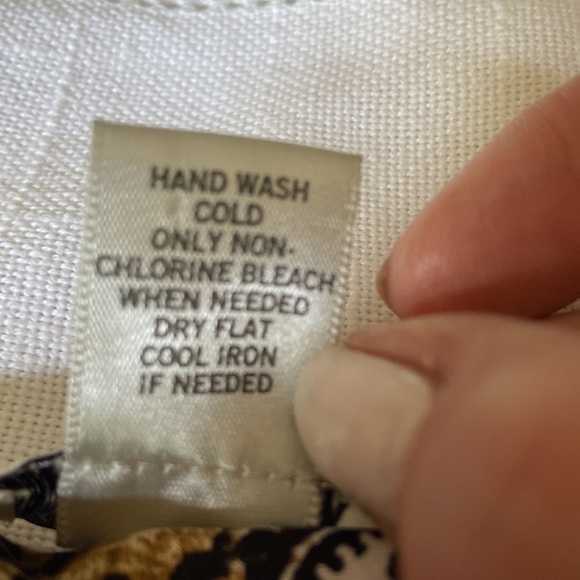 HAND WASH
COLD
ONLY NON-
CHLORINE BLEACH
WHEN NEEDED
DRY FLAT
COOL IRON
IF NEEDED